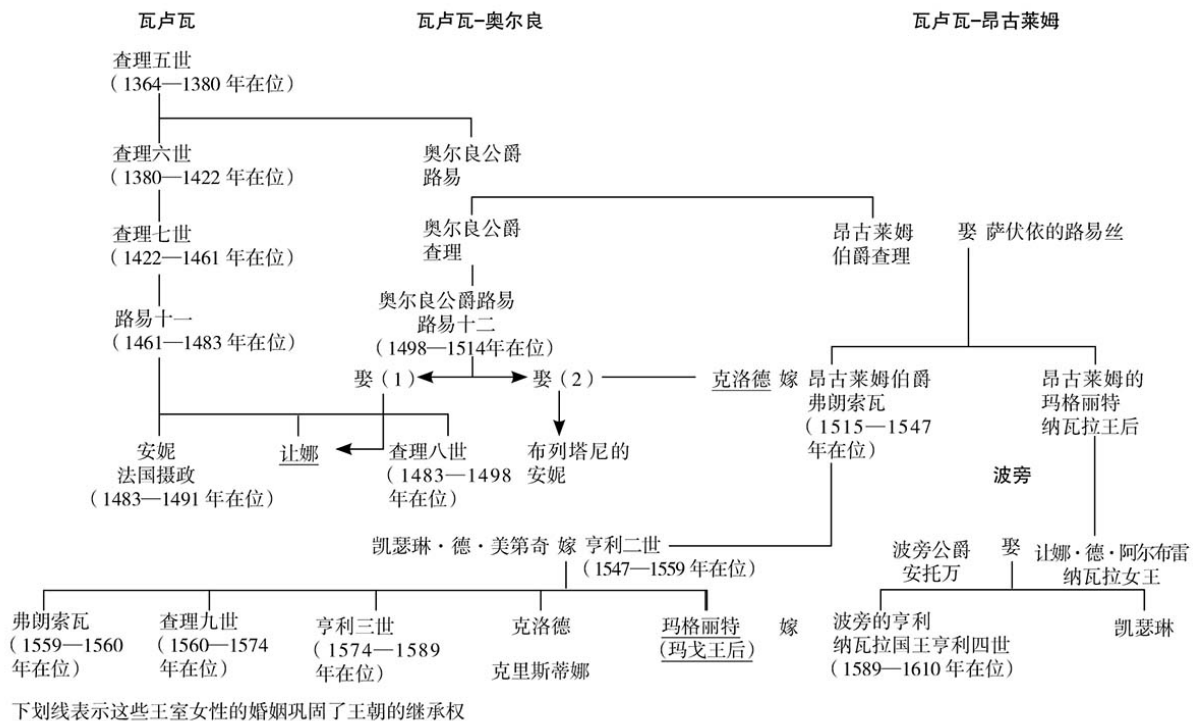 瓦卢瓦
瓦卢瓦-奥尔良
瓦卢瓦-昂古莱姆
查理五世
（1364—1380 年在位）
查理六世
（1380—1422 年在位）
奥尔良公爵
路易
查理七世
（1422—1461 年在位）
奥尔良公爵
查理
昂古莱姆
伯爵查理
娶 萨伏依的路易丝
路易十一
（1461—1483 年在位）
奥尔良公爵路易
路易十二
（1498—1514年在位）
娶（1）
娶（2）
克洛德 嫁
昂古莱姆伯爵
弗朗索瓦
（1515—1547
年在位）
昂古莱姆的
玛格丽特
纳瓦拉王后
安妮
法国摄政
（1483—1491 年在位）
让娜
查理八世
（1483—1498
年在位）
布列塔尼的
安妮
波旁
凯瑟琳·德·美第奇 嫁 亨利二世
（1547—1559 年在位）
波旁公爵
安托万
娶
让娜·德·阿尔布雷
纳瓦拉女王
弗朗索瓦
（1559—1560
年在位）
查理九世
（1560—1574
年在位）
亨利三世
（1574—1589
年在位）
克洛德
克里斯蒂娜
玛格丽特
（玛戈王后）
嫁
波旁的亨利
纳瓦拉国王亨利四世
（1589—1610 年在位）
凯瑟琳
下划线表示这些王室女性的婚姻巩固了王朝的继承权